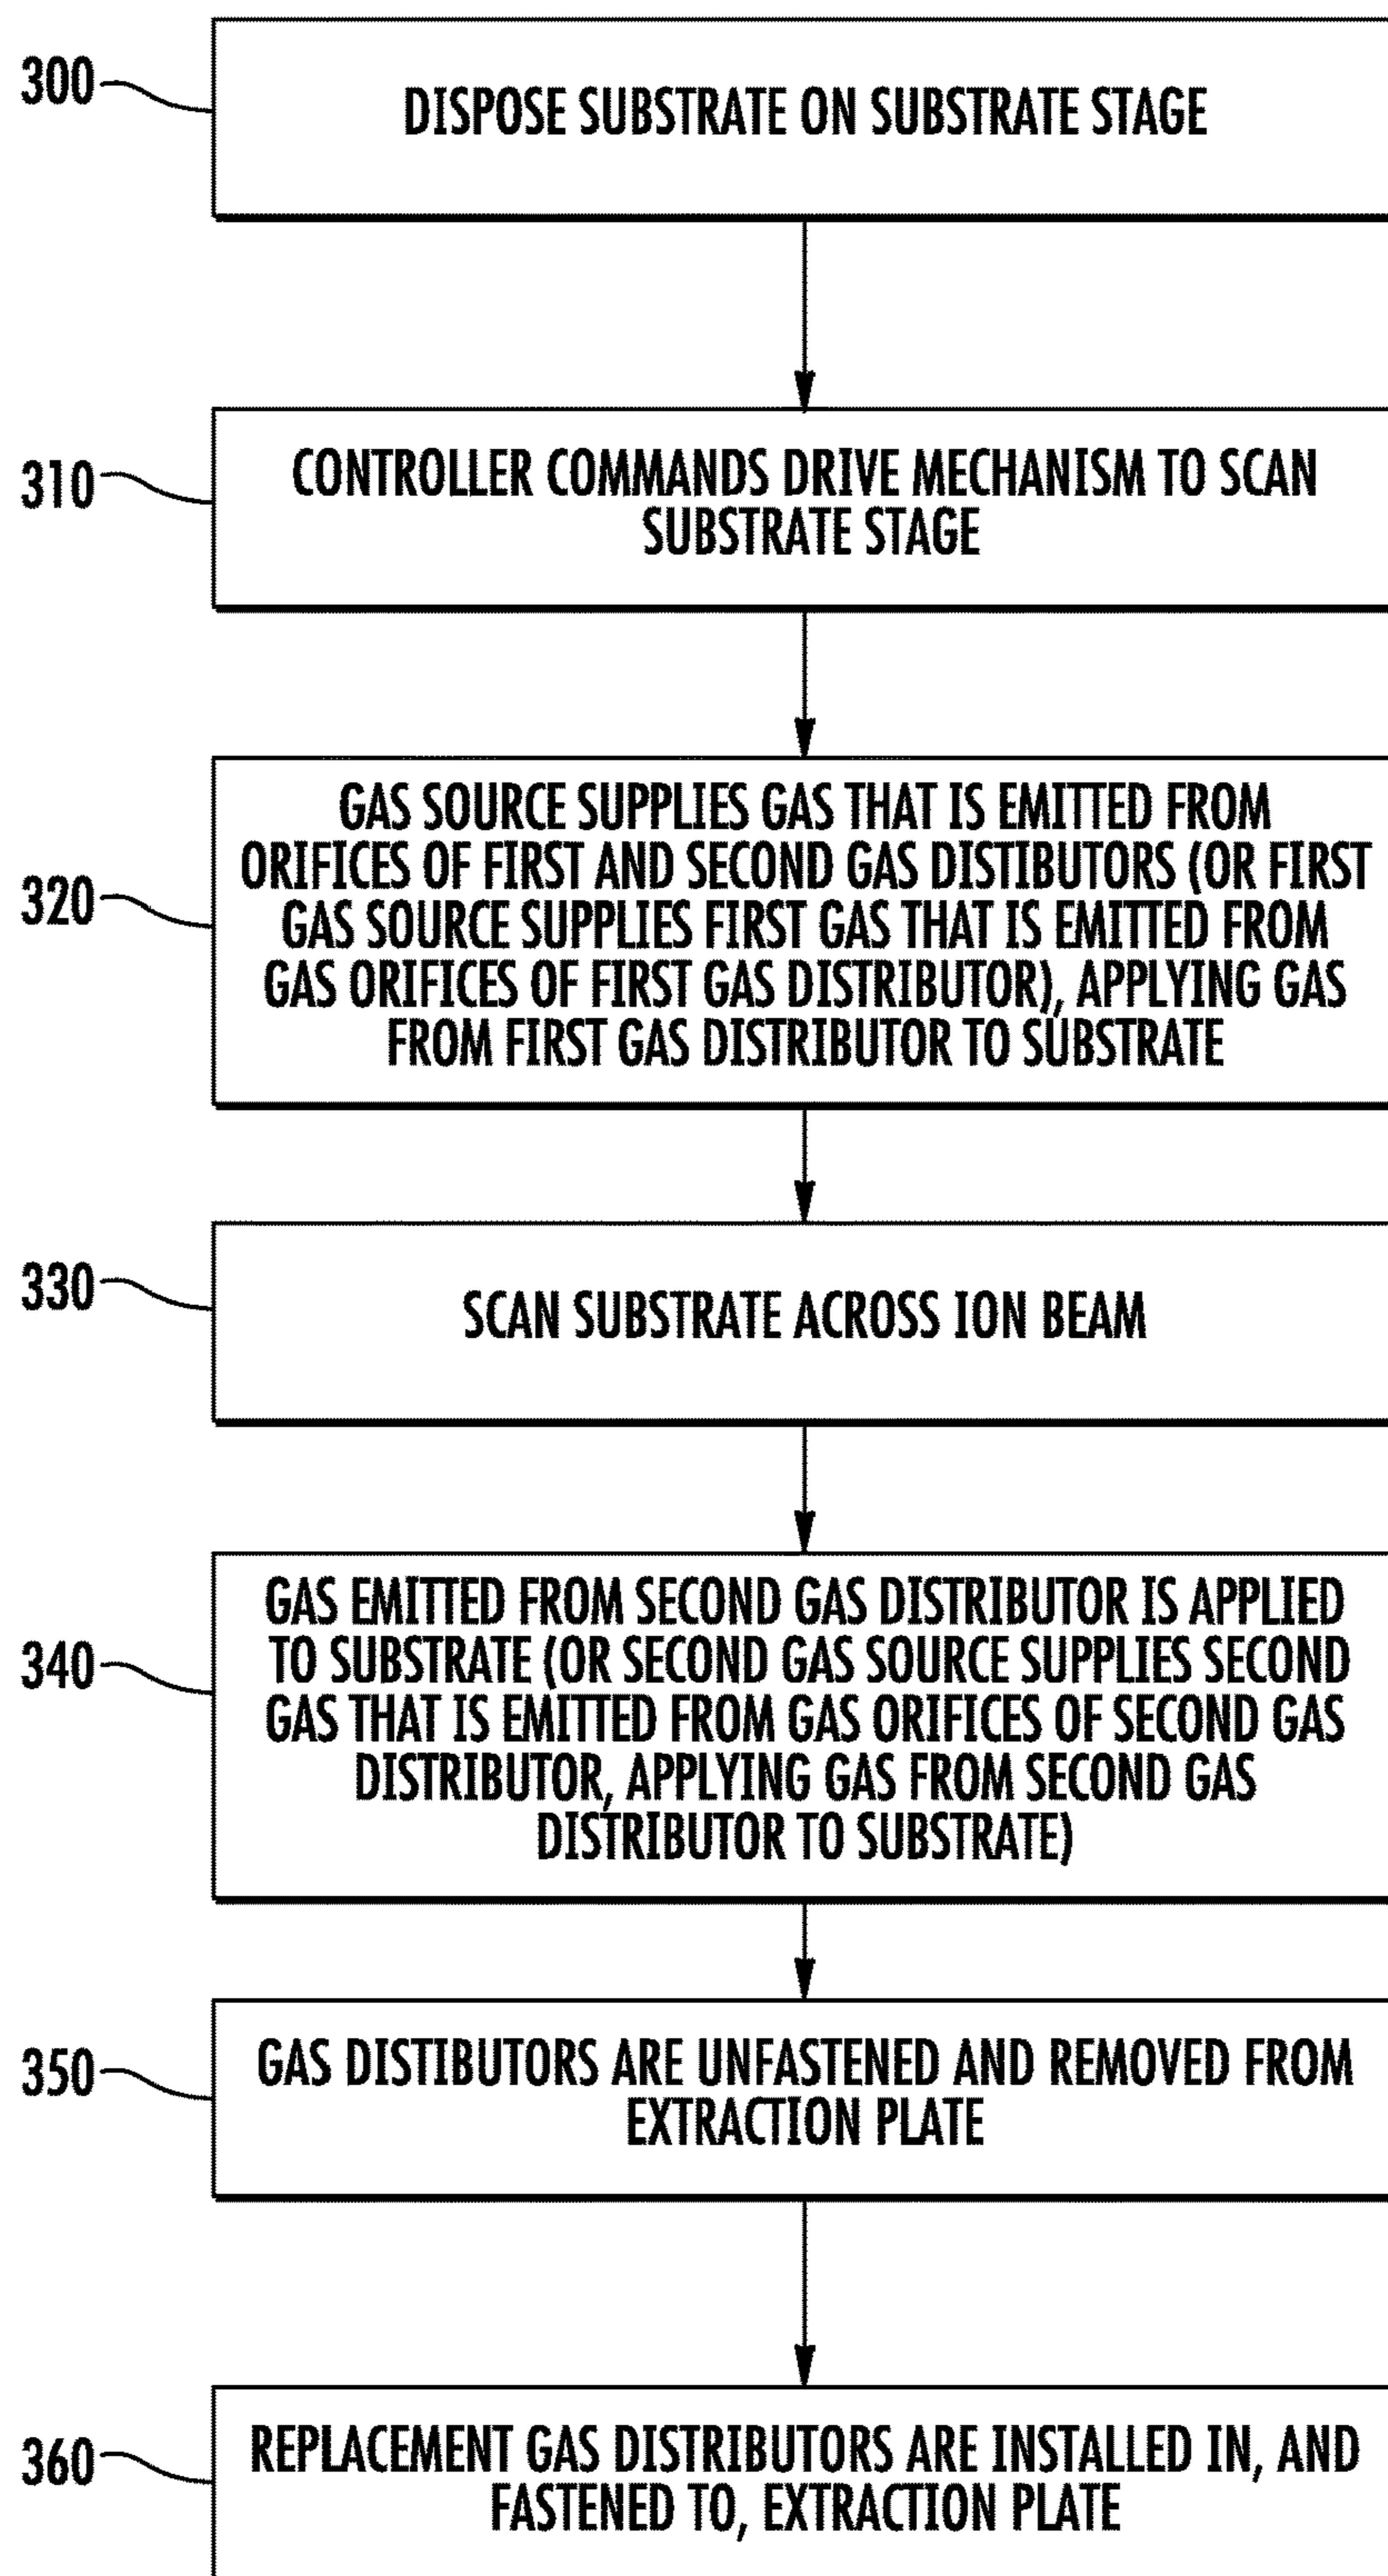 300
DISPOSE SUBSTRATE ON SUBSTRATE STAGE
310
CONTROLLER COMMANDS DRIVE MECHANISM TO SCAN
SUBSTRATE STAGE
320
GAS SOURCE SUPPLIES GAS THAT IS EMITTED FROM
ORIFICES OF FIRST AND SECOND GAS DISTIBUTORS (OR FIRST
GAS SOURCE SUPPLIES FIRST GAS THAT IS EMITTED FROM
GAS ORIFICES OF FIRST GAS DISTRIBUTOR), APPLYING GAS
FROM FIRST GAS DISTRIBUTOR TO SUBSTRATE
330
SCAN SUBSTRATE ACROSS ION BEAM
340
GAS EMITTED FROM SECOND GAS DISTRIBUTOR IS APPLIED
TO SUBSTRATE (OR SECOND GAS SOURCE SUPPLIES SECOND
GAS THAT IS EMITTED FROM GAS ORIFICES OF SECOND GAS
DISTRIBUTOR, APPLYING GAS FROM SECOND GAS
DISTRIBUTOR TO SUBSTRATE)
350
GAS DISTIBUTORS ARE UNFASTENED AND REMOVED FROM
EXTRACTION PLATE
360
REPLACEMENT GAS DISTRIBUTORS ARE INSTALLED IN, AND
FASTENED TO, EXTRACTION PLATE